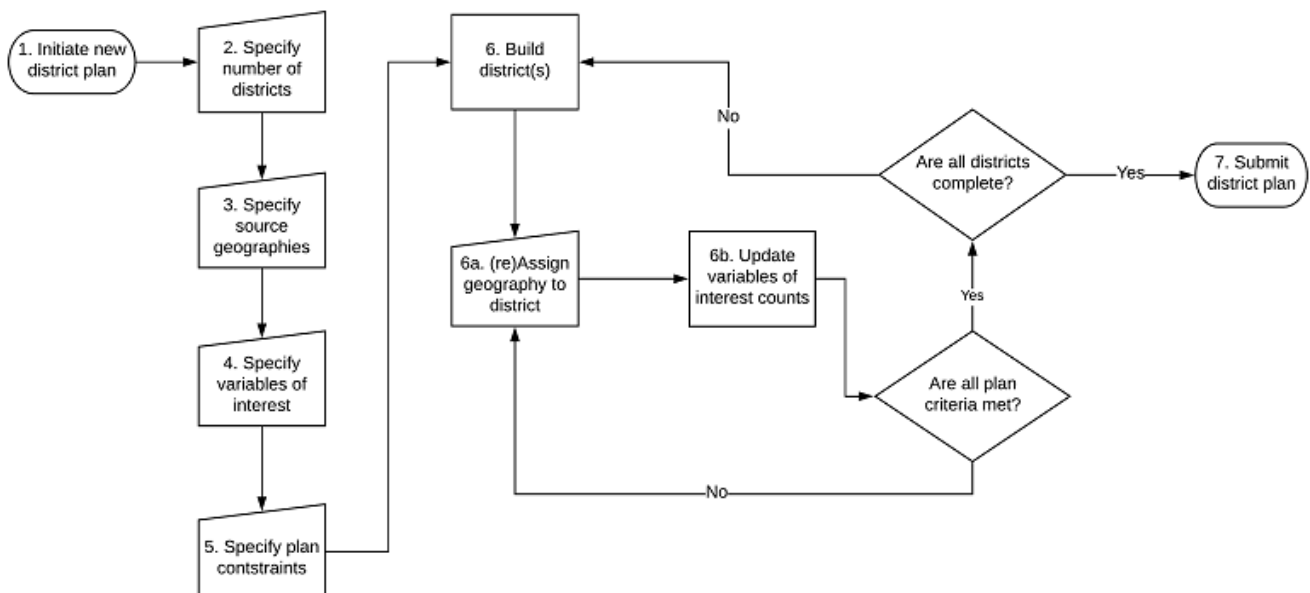 1. Initiate new
district plan
2. Specify
number of
districts
3. Specify
source
geographies
4. Specify
variables of
interest
5. Specify plan
contstraints
6. Build
district(s)
6a. (re)Assign
geography to
district
6b. Update
variables of
interest counts
Are all plan
criteria met?
No
Yes
Are all districts
complete?
No
Yes
7. Submit
district plan